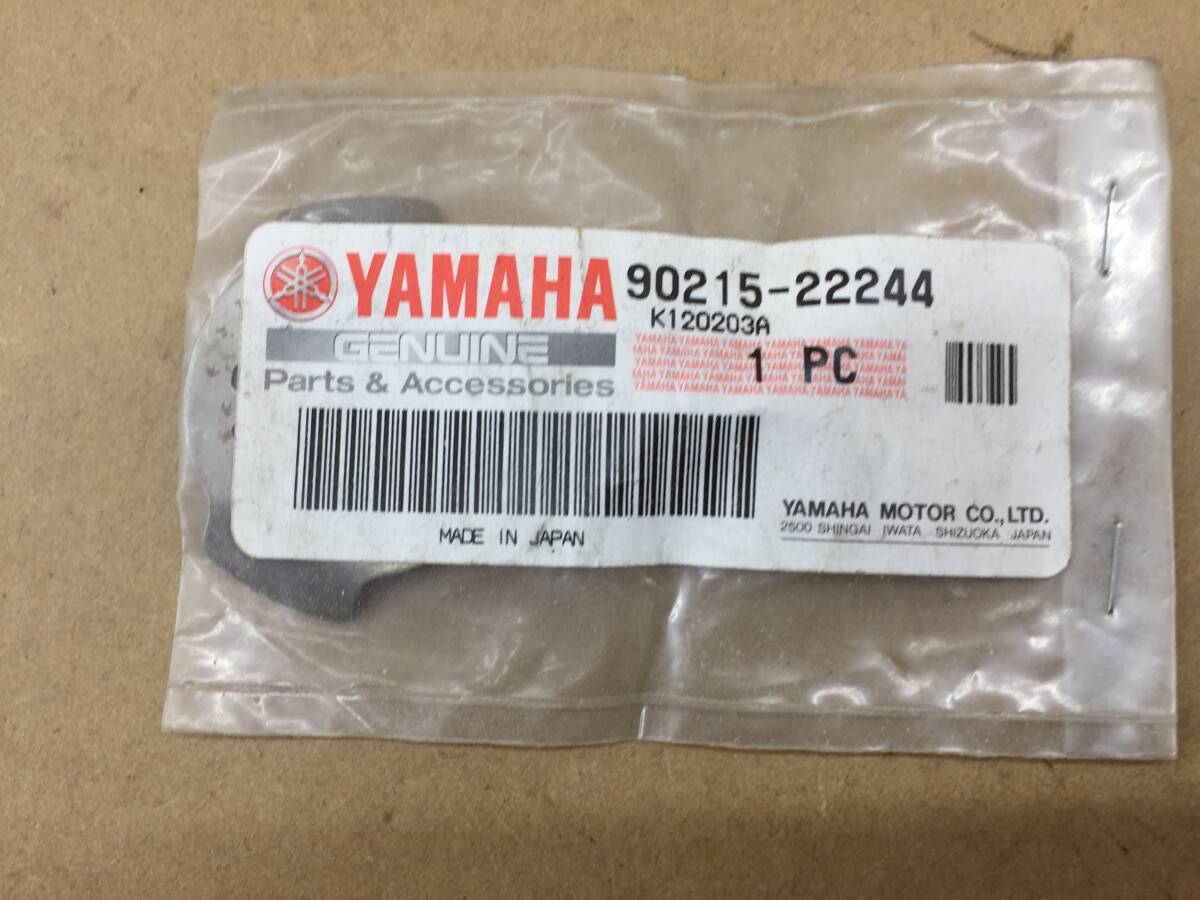 YAMAHA 90215-22244
K120203A
GENUINE
1 PC
Parts & Accessories
MADE IN JAPAN
YAMAHA MOTOR CO.,LTD.
2500 SHINGAI IWATA SHIZUOKA JAPAN